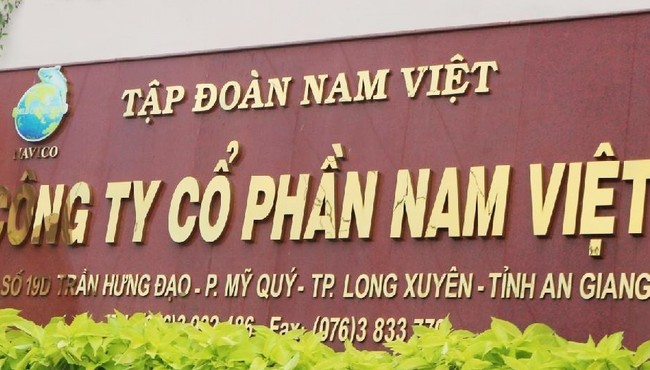 TẬP ĐOÀN NAM VIỆT
NAVICO
CÔNG TY CỔ PHẦN NAM VIỆT
SỐ 19D TRẦN HƯNG ĐẠO - P. MỸ QUÝ - TP. LONG XUYÊN - TỈNH AN GIANG
Fax: (076)3 833